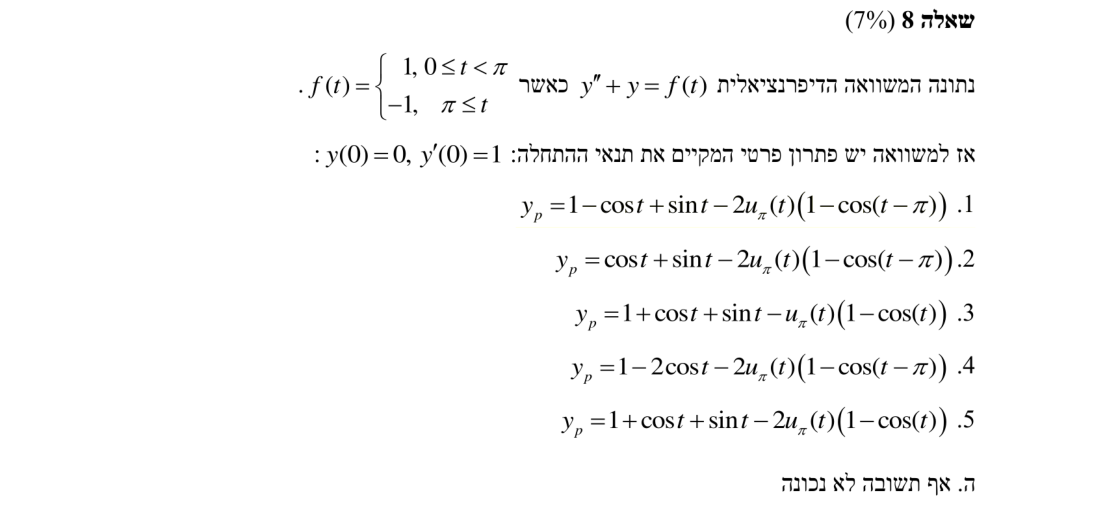 שאלה 8 (7%)
נתונה המשוואה הדיפרנציאלית y″ + y = f(t) כאשר f(t) = { 1, 0 ≤ t < π ; −1, π ≤ t .
אז למשוואה יש פתרון פרטי המקיים את תנאי ההתחלה: y(0) = 0, y′(0) = 1 :
1. y_p = 1 − cos t + sin t − 2u_π(t)(1 − cos(t − π))
2. y_p = cos t + sin t − 2u_π(t)(1 − cos(t − π))
3. y_p = 1 + cos t + sin t − u_π(t)(1 − cos(t))
4. y_p = 1 − 2cos t − 2u_π(t)(1 − cos(t − π))
5. y_p = 1 + cos t + sin t − 2u_π(t)(1 − cos(t))
ה. אף תשובה לא נכונה